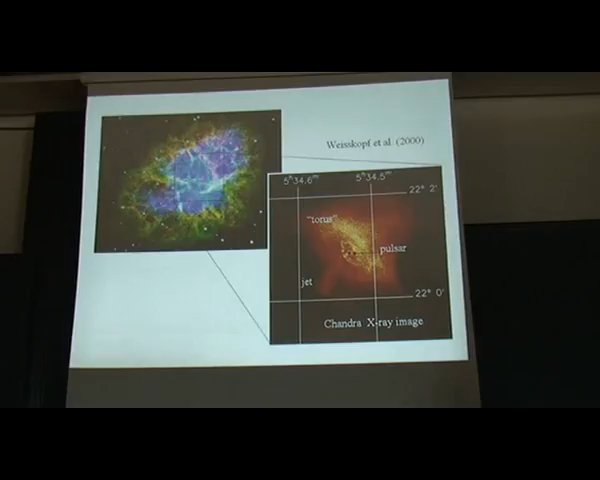 Weisskopf et al. (2000)
5ʰ34.6ᵐ 5ʰ34.5ᵐ
22° 2'
"torus"
pulsar
jet
22° 0'
Chandra X-ray image